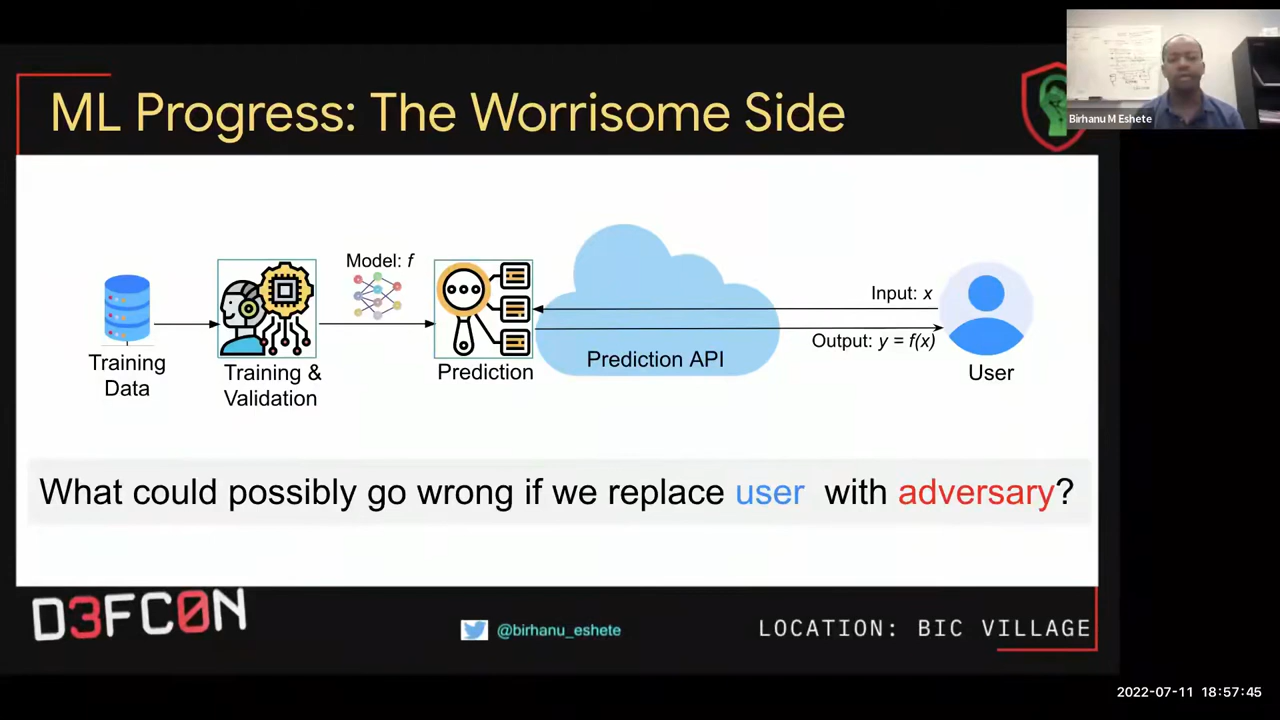 ML Progress: The Worrisome Side
Birhanu M Eshete
Model: f
Input: x
Output: y = f(x)
Prediction API
Training
Data
Training &
Validation
Prediction
User
What could possibly go wrong if we replace user with adversary?
D3FC0N
@birhanu_eshete
LOCATION: BIC VILLAGE
2022-07-11 18:57:45